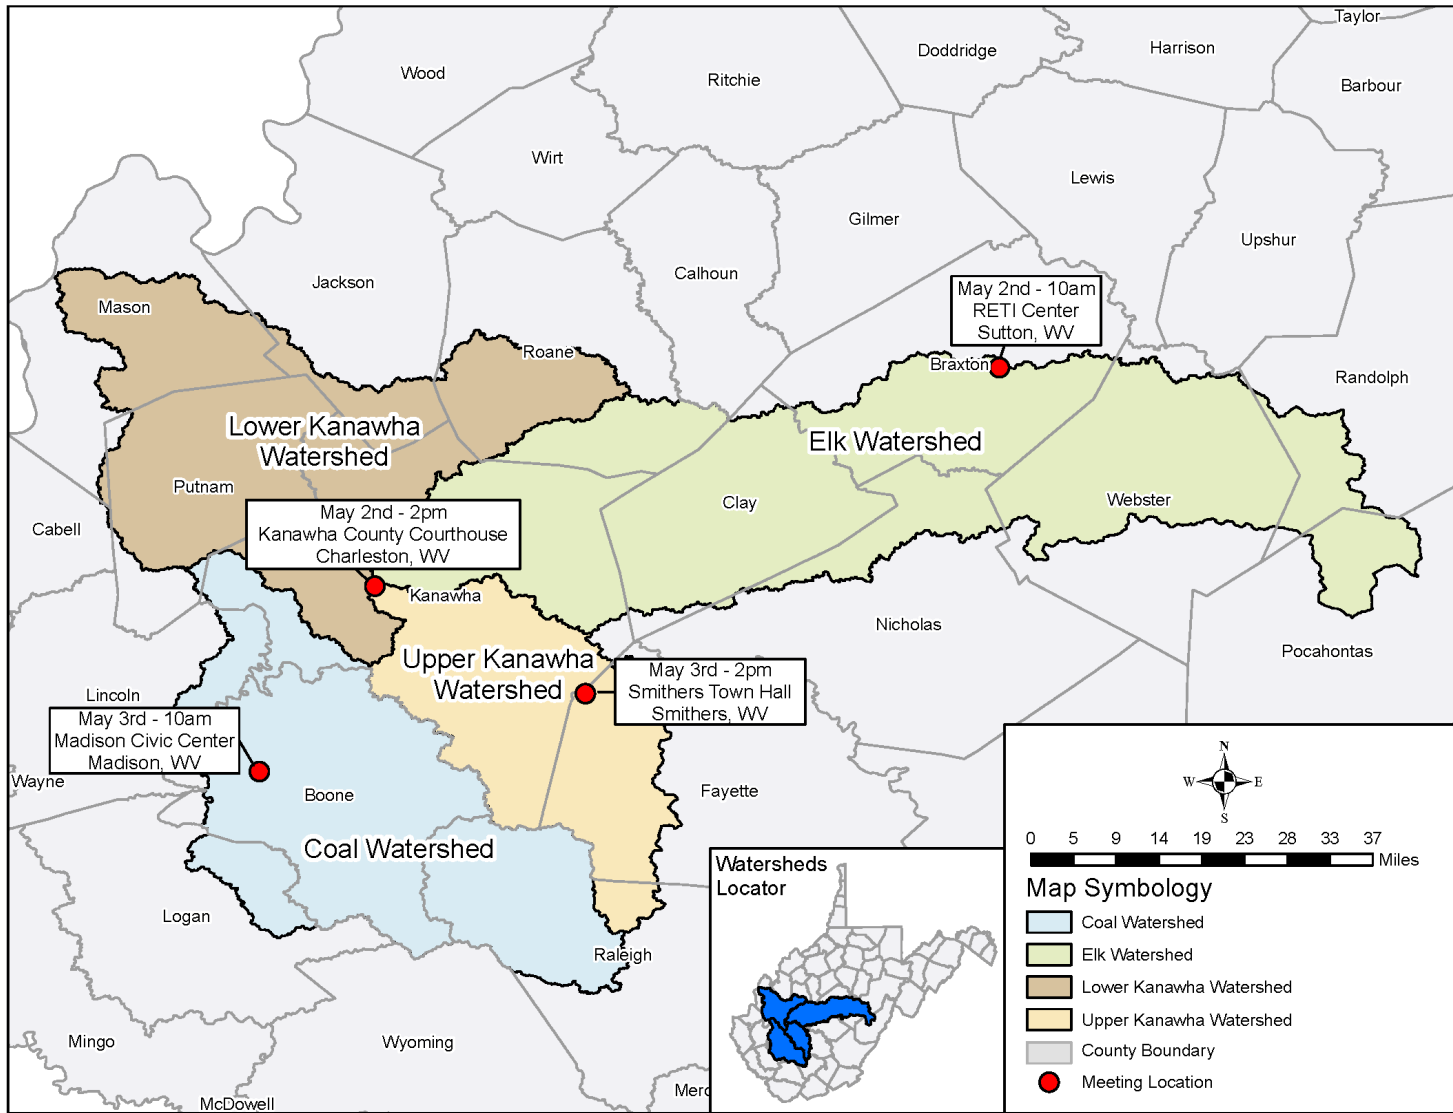 Taylor
Doddridge
Harrison
Wood
Ritchie
Barbour
Wirt
Lewis
Gilmer
Upshur
Calhoun
Jackson
Mason
May 2nd - 10am
RETI Center
Sutton, WV
Roane
Braxton
Randolph
Lower Kanawha
Watershed
Elk Watershed
Putnam
Clay
Webster
Cabell
May 2nd - 2pm
Kanawha County Courthouse
Charleston, WV
Kanawha
Nicholas
Pocahontas
Upper Kanawha
Watershed
May 3rd - 2pm
Smithers Town Hall
Smithers, WV
Lincoln
May 3rd - 10am
Madison Civic Center
Madison, WV
Wayne
Boone
Fayette
Coal Watershed
Logan
Raleigh
Mingo
Wyoming
McDowell
Merc
Watersheds
Locator
N
W E
S
0 5 9 14 19 23 28 33 37
Miles
Map Symbology
Coal Watershed
Elk Watershed
Lower Kanawha Watershed
Upper Kanawha Watershed
County Boundary
Meeting Location